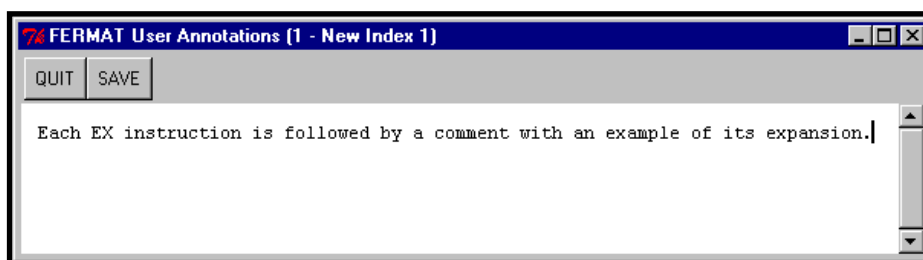 FERMAT User Annotations (1 - New Index 1)
QUIT SAVE
Each EX instruction is followed by a comment with an example of its expansion.